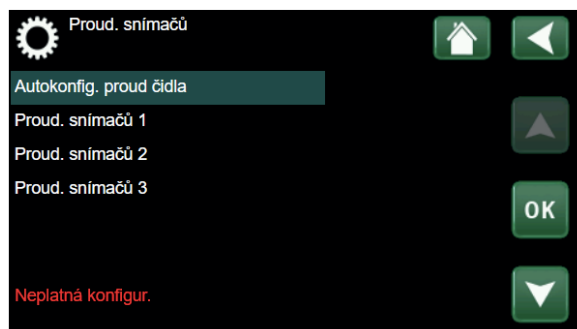 Proud. snímačů
Autokonfig. proud čidla
Proud. snímačů 1
Proud. snímačů 2
Proud. snímačů 3
OK
Neplatná konfigur.